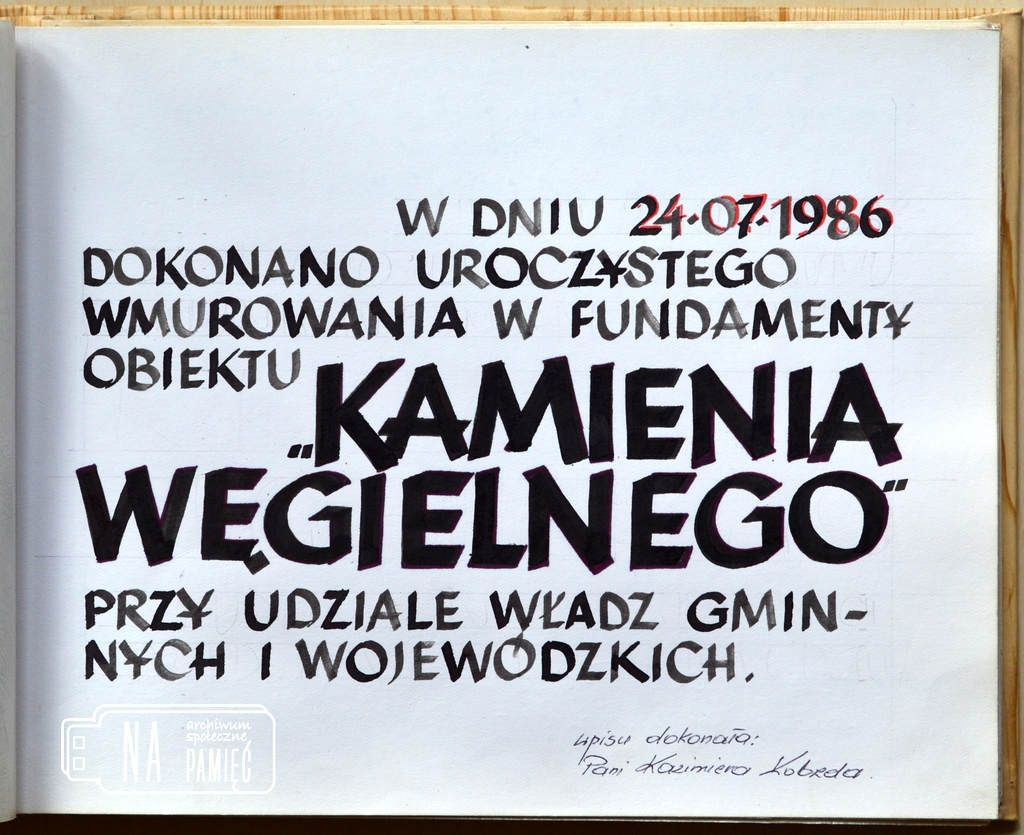 W DNIU 24.07.1986
DOKONANO UROCZYSTEGO
WMUROWANIA W FUNDAMENTY
OBIEKTU
„KAMIENIA
WĘGIELNEGO”
PRZY UDZIALE WŁADZ GMIN-
NYCH I WOJEWÓDZKICH.
wpisu dokonała:
Pani Kazimiera Kobzda.
NA
archiwum
społeczne
PAMIĘĆ